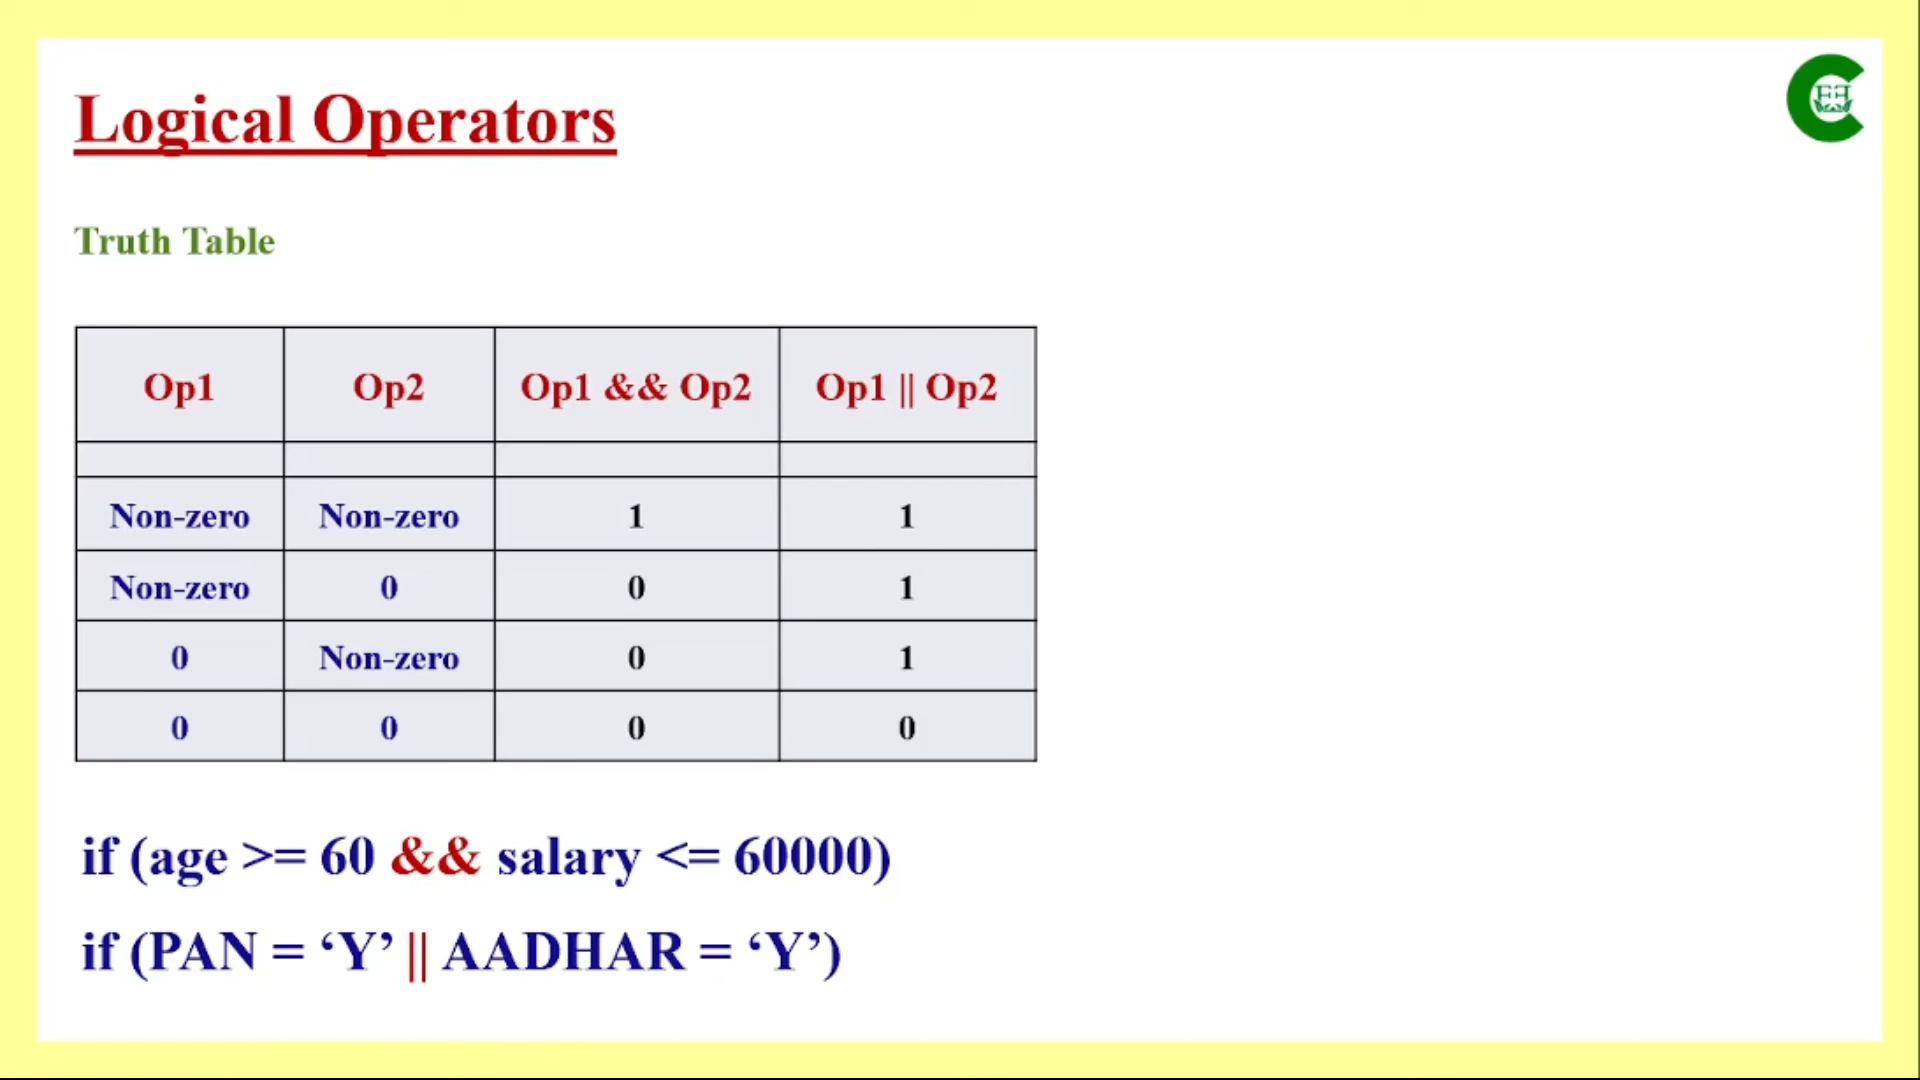 Logical Operators
Truth Table
Op1 Op2 Op1 && Op2 Op1 || Op2
Non-zero Non-zero 1 1
Non-zero 0 0 1
0 Non-zero 0 1
0 0 0 0
if (age >= 60 && salary <= 60000)
if (PAN = ‘Y’ || AADHAR = ‘Y’)